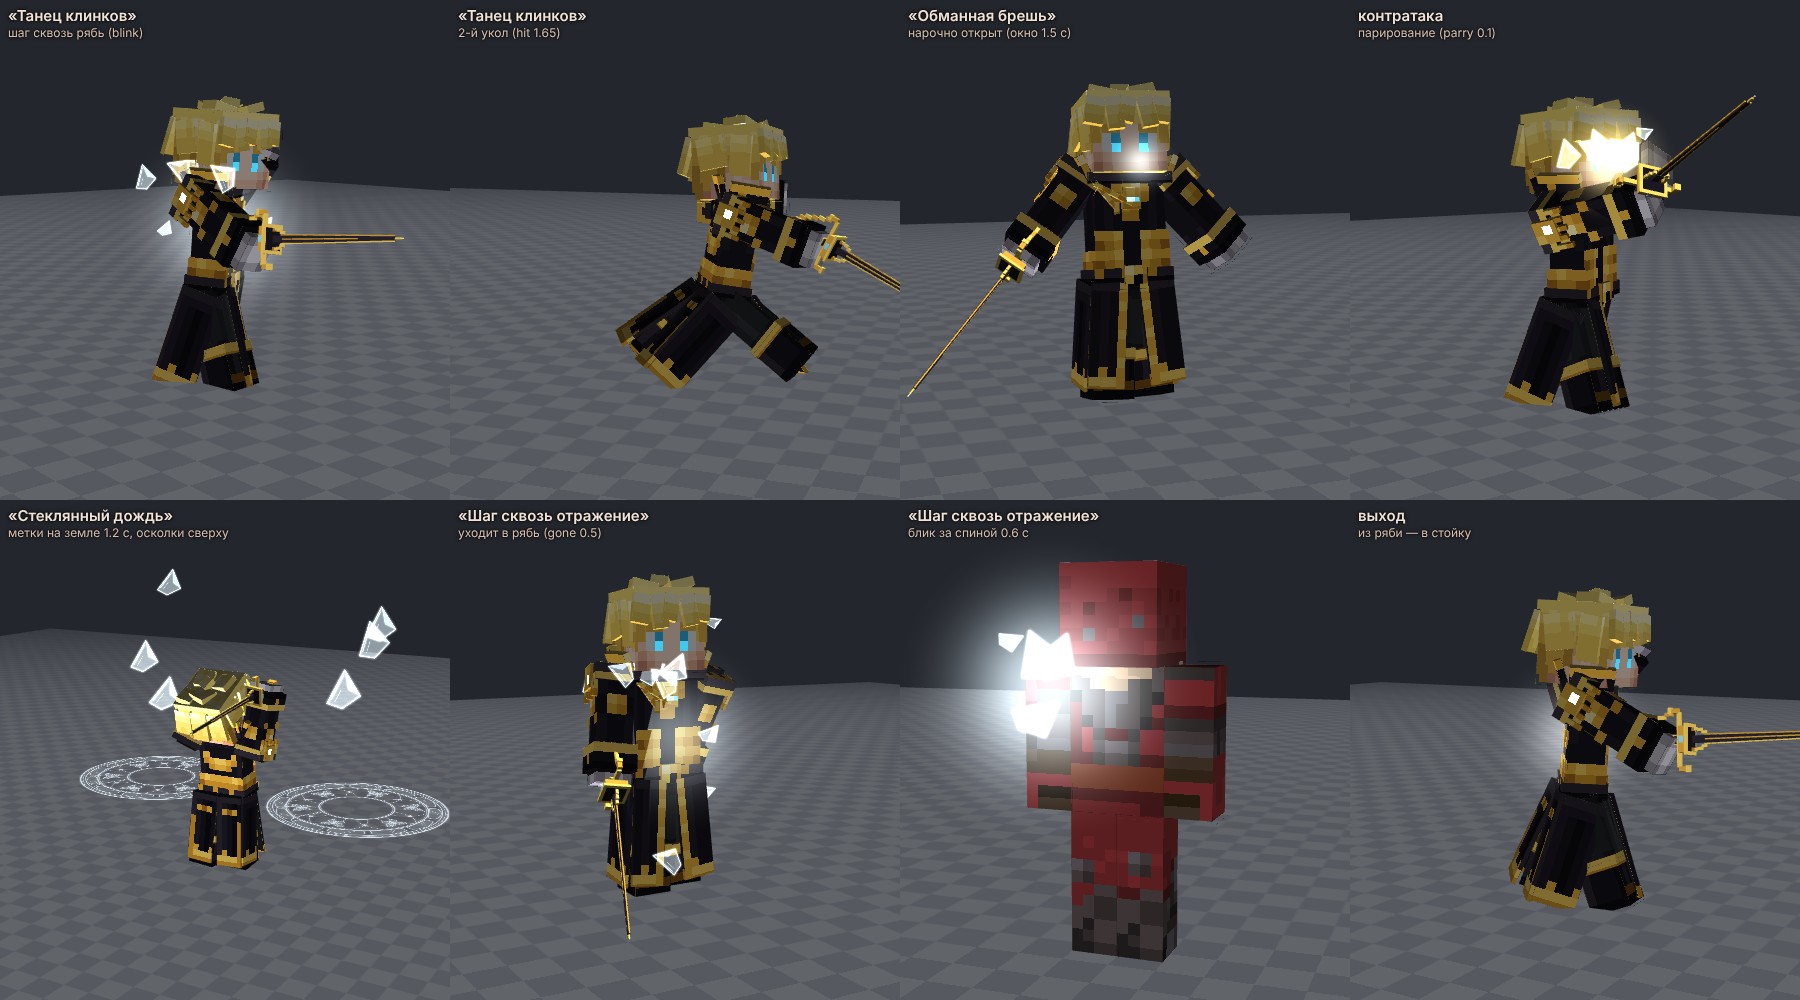 «Танец клинков»
шаг сквозь рябь (blink)
«Танец клинков»
2-й укол (hit 1.65)
«Обманная брешь»
нарочно открыт (окно 1.5 с)
контратака
парирование (parry 0.1)
«Стеклянный дождь»
метки на земле 1.2 с, осколки сверху
«Шаг сквозь отражение»
уходит в рябь (gone 0.5)
«Шаг сквозь отражение»
блик за спиной 0.6 с
выход
из ряби — в стойку